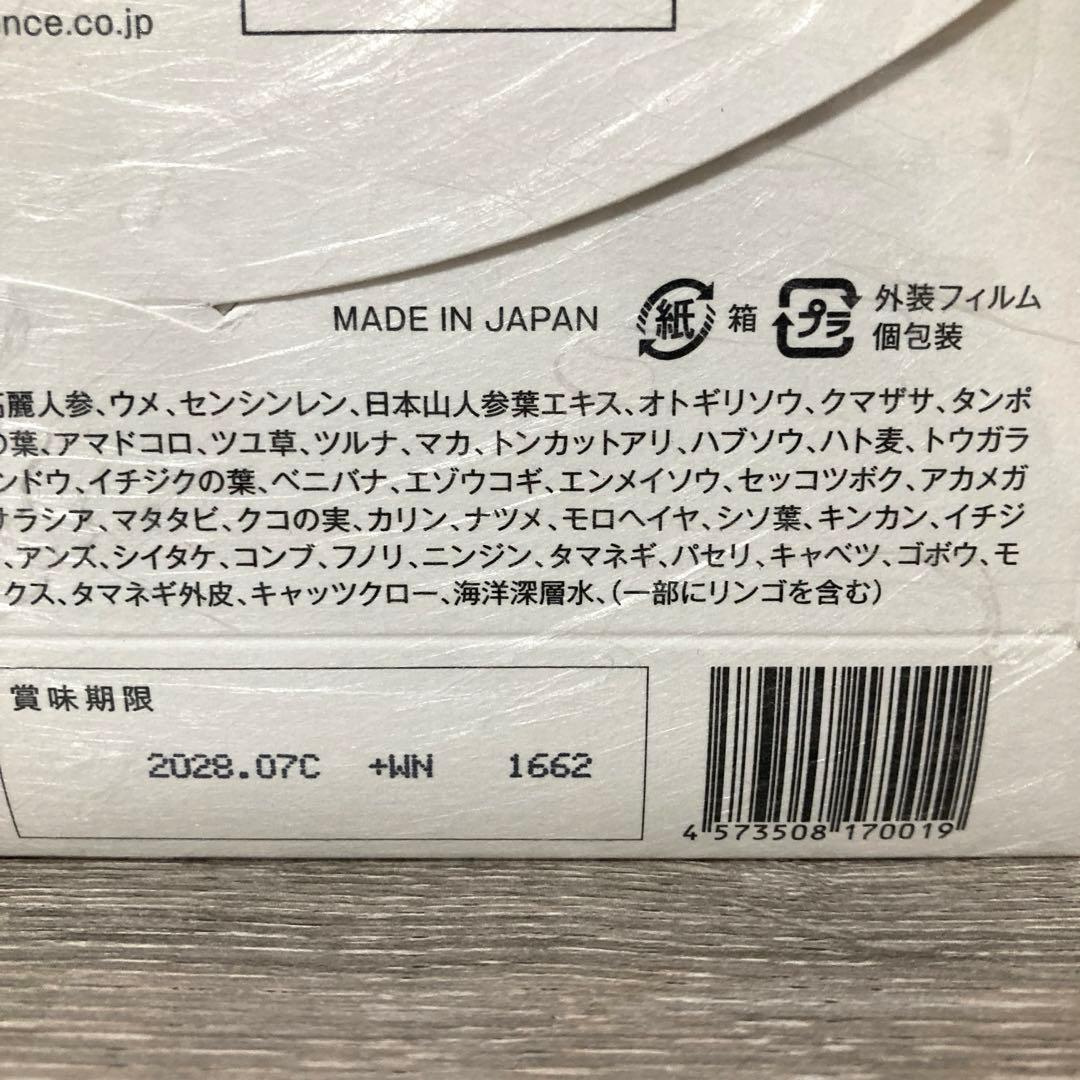 nce.co.jp
MADE IN JAPAN 紙 箱 プラ 外装フィルム
個包装
高麗人参、ウメ、センシンレン、日本山人参葉エキス、オトギリソウ、クマザサ、タンポ
の葉、アマドコロ、ツユ草、ツルナ、マカ、トンカットアリ、ハブソウ、ハト麦、トウガラ
ンドウ、イチジクの葉、ベニバナ、エゾウコギ、エンメイソウ、セッコツボク、アカメガ
サラシア、マタタビ、クコの実、カリン、ナツメ、モロヘイヤ、シソ葉、キンカン、イチジ
、アンズ、シイタケ、コンブ、フノリ、ニンジン、タマネギ、パセリ、キャベツ、ゴボウ、モ
クス、タマネギ外皮、キャッツクロー、海洋深層水、（一部にリンゴを含む）
賞味期限
2028.07C +WN 1662
4 573508 170019